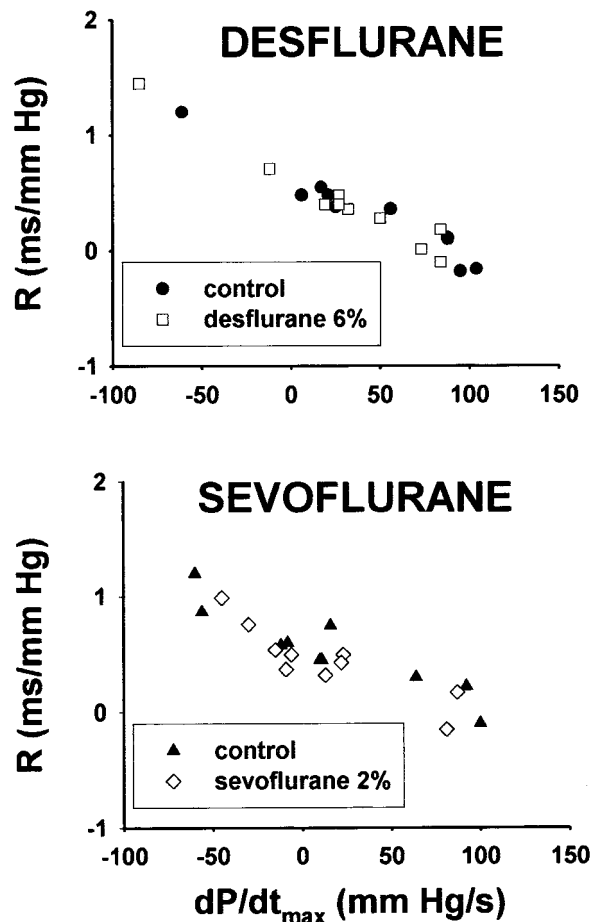 DESFLURANE
2
1
0
-1
R (ms/mm Hg)
control
desflurane 6%
-100 -50 0 50 100 150
SEVOFLURANE
2
1
0
-1
R (ms/mm Hg)
control
sevoflurane 2%
-100 -50 0 50 100 150
dP/dtmax (mm Hg/s)